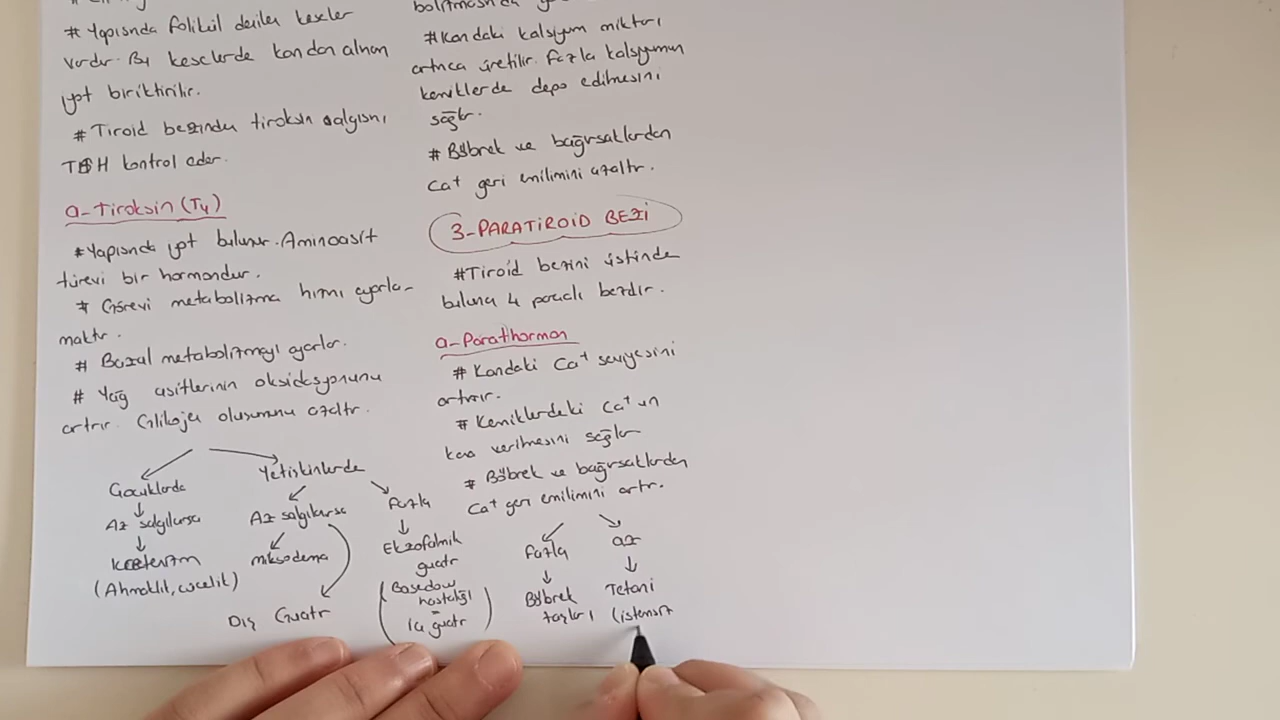 # Yapısında folikül denilen keseler
vardır. Bu keselerde kandan alınan
iyot biriktirilir.
# Tiroid bezinden tiroksin salgısını
TSH kontrol eder.
a-Tiroksin (T4)
# Yapısında iyot bulunur. Aminoasit
türevi bir hormondur.
# Görevi metabolizma hızını ayarla-
maktır.
# Bazal metabolizmayı ayarlar.
# Yağ asitlerinin oksidasyonunu
artırır. Glikojen oluşumunu azaltır.
Çocuklarda
Az salgılarsa
Kretenizm
(Ahmaklık, cücelik)
Yetişkinlerde
Az salgılarsa
miksodema
Dış Guatr
Fazla
Ekzoftalmik
guatr
(Basedow
hastalığı
=
iç guatr)
# Kandaki kalsiyum miktarı
artınca üretilir. Fazla kalsiyumun
kemiklerde depo edilmesini
sağlar.
# Böbrek ve bağırsaklardan
Ca+ geri emilimini azaltır.
3-PARATİROİD BEZİ
# Tiroid bezinin üstünde
bulunan 4 parçalı bezdir.
a-Parathormon
# Kandaki Ca+ seviyesini
artırır.
# Kemiklerdeki Ca+ un
kana verilmesini sağlar
# Böbrek ve bağırsaklardan
Ca+ geri emilimini artır.
Fazla
Böbrek
taşları
az
Tetani
(istemsiz